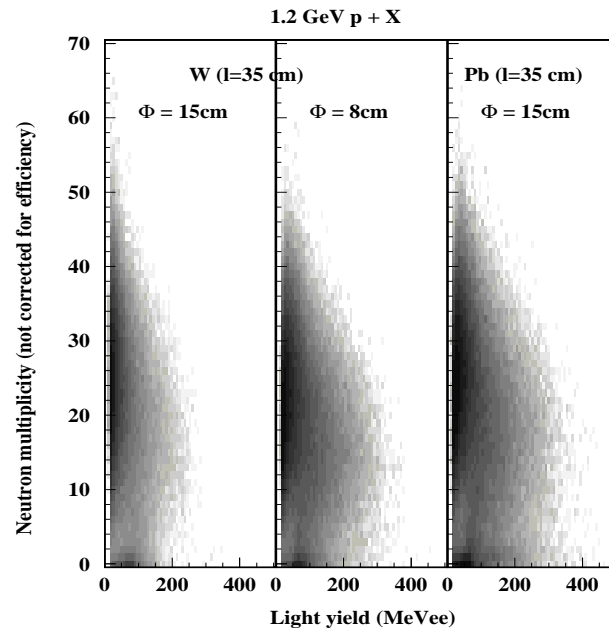 1.2 GeV p + X
W (l=35 cm)
Pb (l=35 cm)
Φ = 15cm
Φ = 8cm
Φ = 15cm
Neutron multiplicity (not corrected for efficiency)
70
60
50
40
30
20
10
0
0 200 400 0 200 400 0 200 400
Light yield (MeVee)